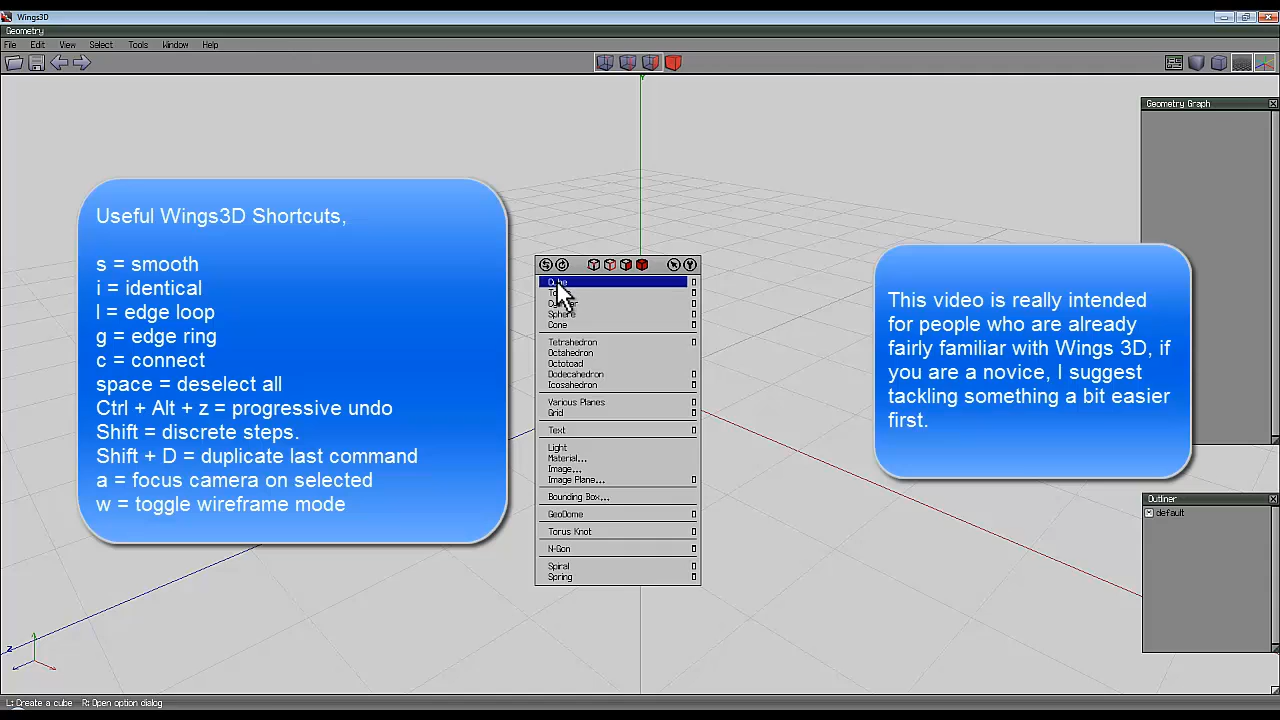 Wings3D
Geometry
File Edit View Select Tools Window Help
Geometry Graph
Useful Wings3D Shortcuts,
s = smooth
i = identical
l = edge loop
g = edge ring
c = connect
space = deselect all
Ctrl + Alt + z = progressive undo
Shift = discrete steps.
Shift + D = duplicate last command
a = focus camera on selected
w = toggle wireframe mode
Y
Sphere
Cone
Tetrahedron
Octahedron
Octotoad
Dodecahedron
Icosahedron
Various Planes
Grid
Text
Light
Material...
Image...
Image Plane...
Bounding Box...
GeoDome
Torus Knot
N-Gon
Spiral
Spring
This video is really intended
for people who are already
fairly familiar with Wings 3D, if
you are a novice, I suggest
tackling something a bit easier
first.
Outliner
default
Z
L: Create a cube R: Open option dialog